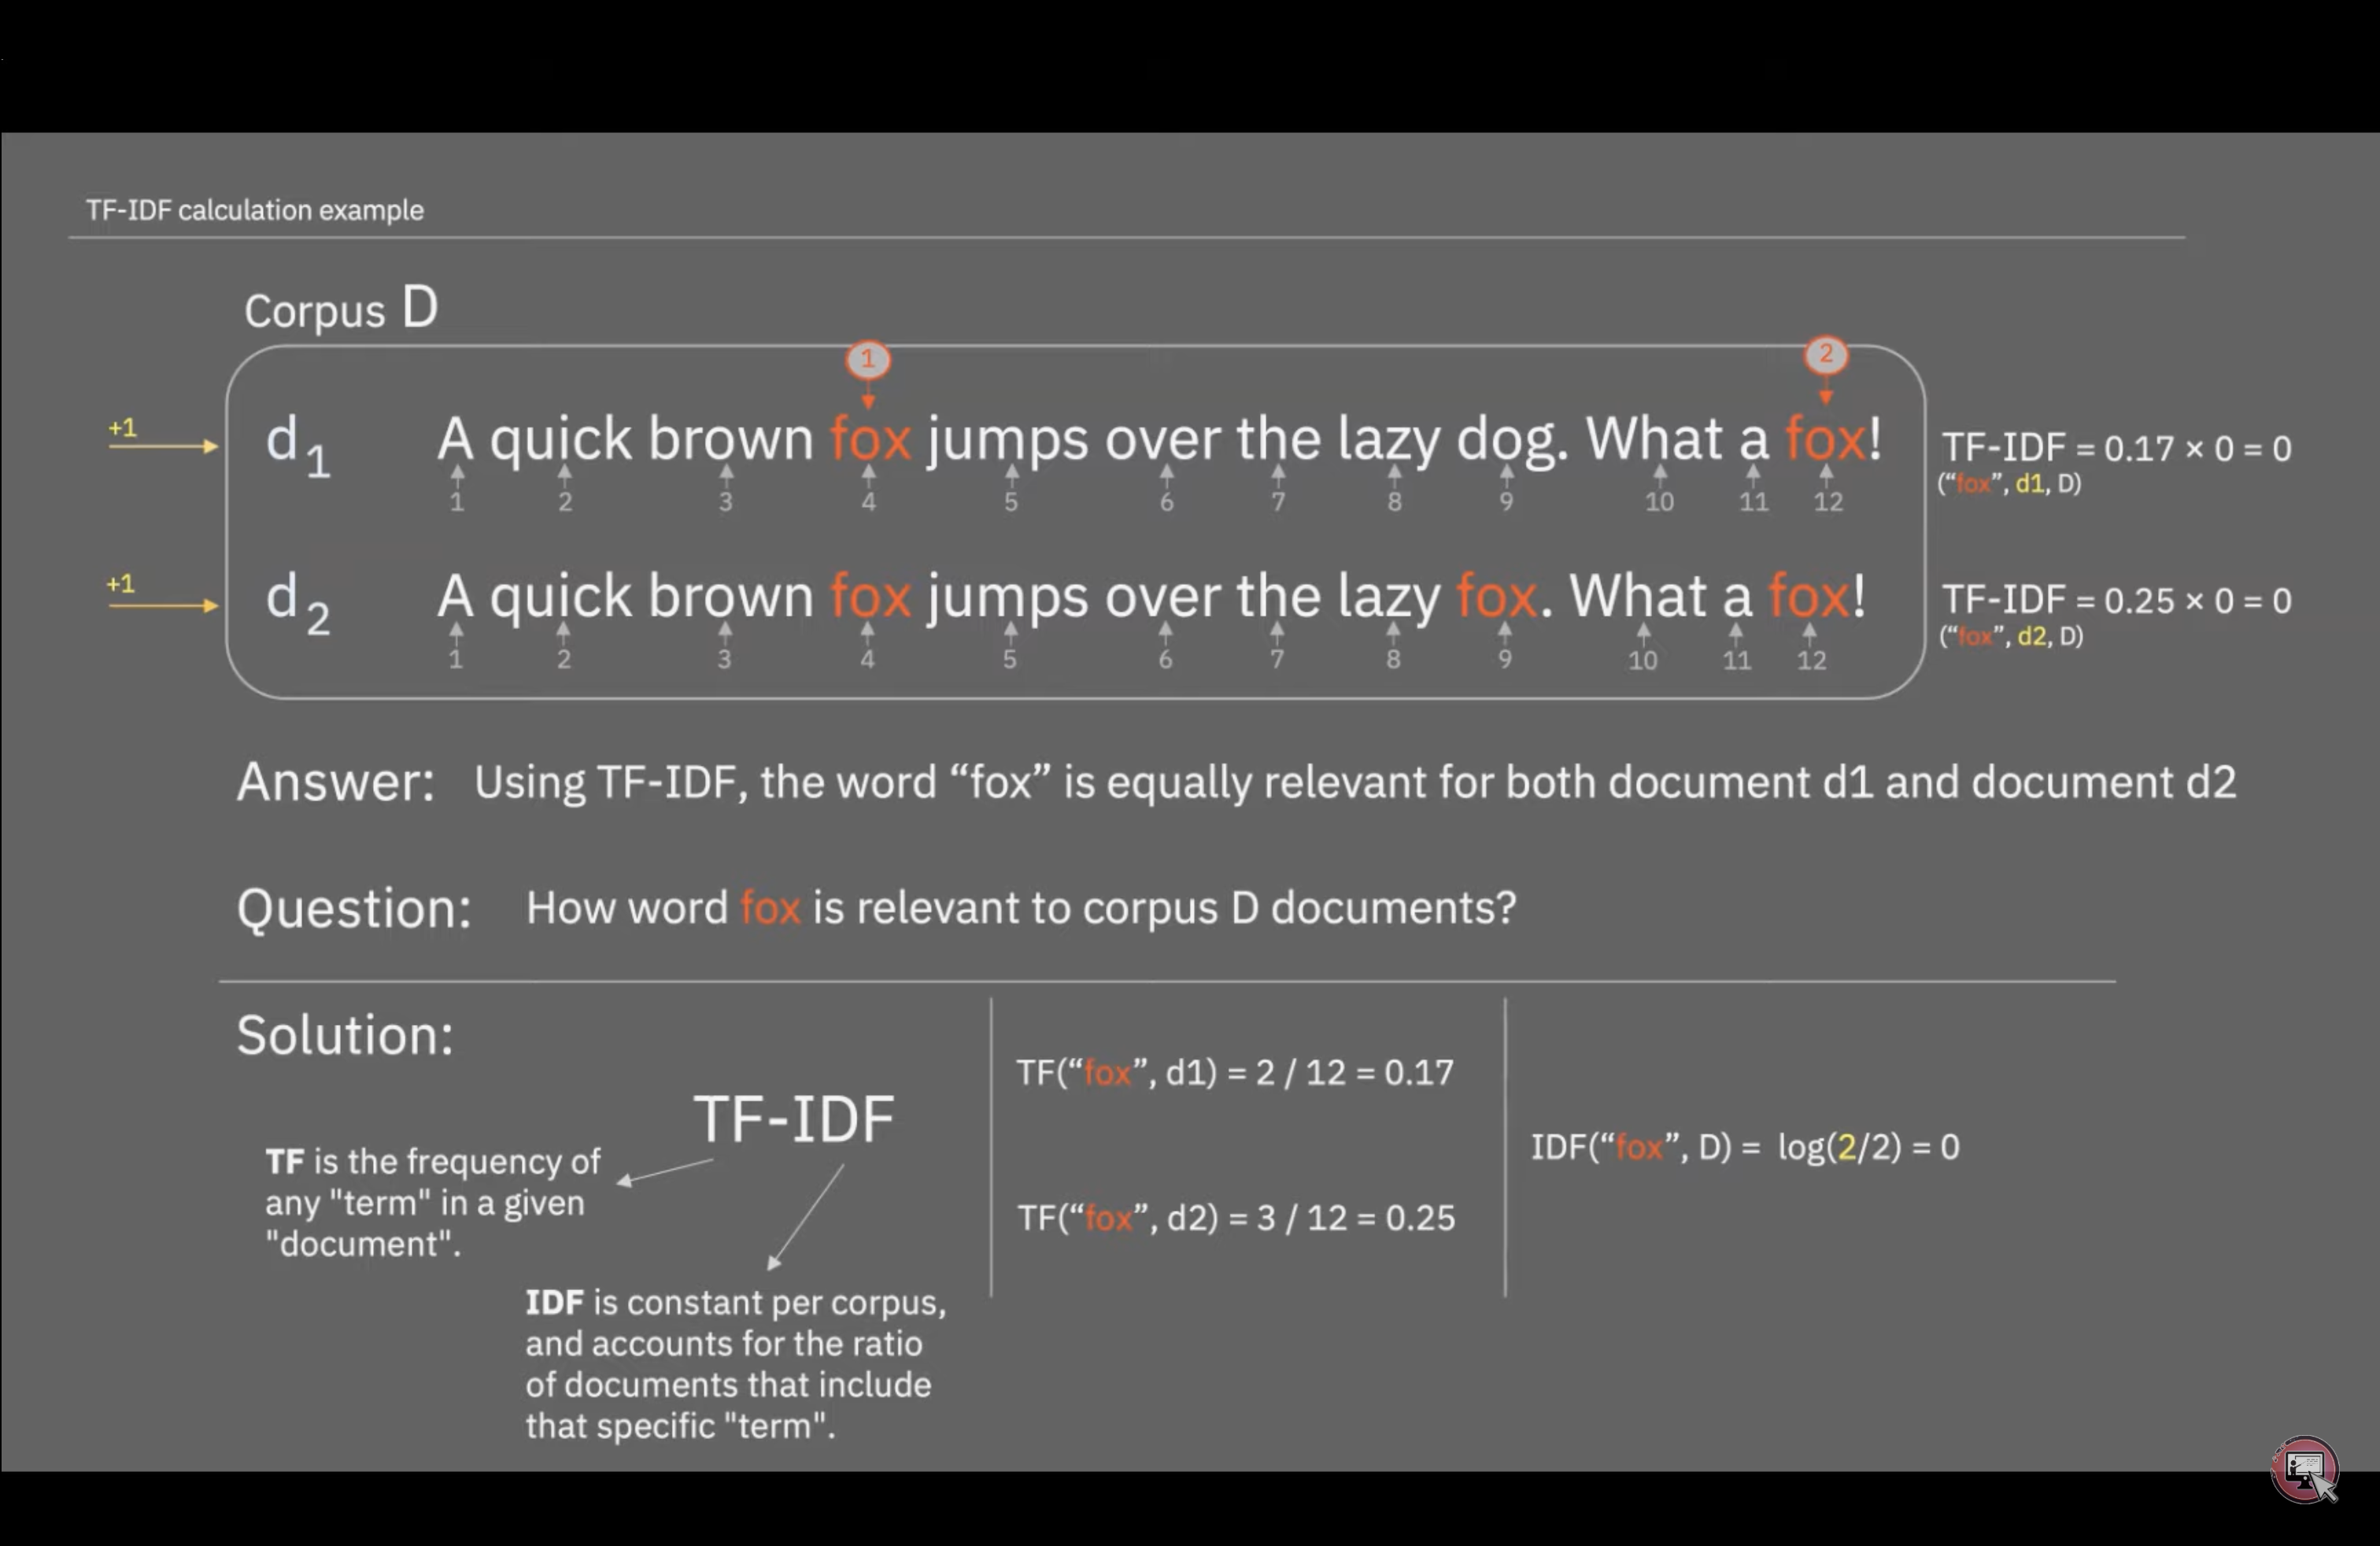 TF-IDF calculation example
Corpus D
1 2
+1 d1 A quick brown fox jumps over the lazy dog. What a fox! TF-IDF = 0.17 × 0 = 0
1 2 3 4 5 6 7 8 9 10 11 12 (“fox”, d1, D)
+1 d2 A quick brown fox jumps over the lazy fox. What a fox! TF-IDF = 0.25 × 0 = 0
1 2 3 4 5 6 7 8 9 10 11 12 (“fox”, d2, D)
Answer: Using TF-IDF, the word “fox” is equally relevant for both document d1 and document d2
Question: How word fox is relevant to corpus D documents?
Solution:
TF-IDF
TF is the frequency of
any "term" in a given
"document".
IDF is constant per corpus,
and accounts for the ratio
of documents that include
that specific "term".
TF(“fox”, d1) = 2 / 12 = 0.17
TF(“fox”, d2) = 3 / 12 = 0.25
IDF(“fox”, D) = log(2/2) = 0